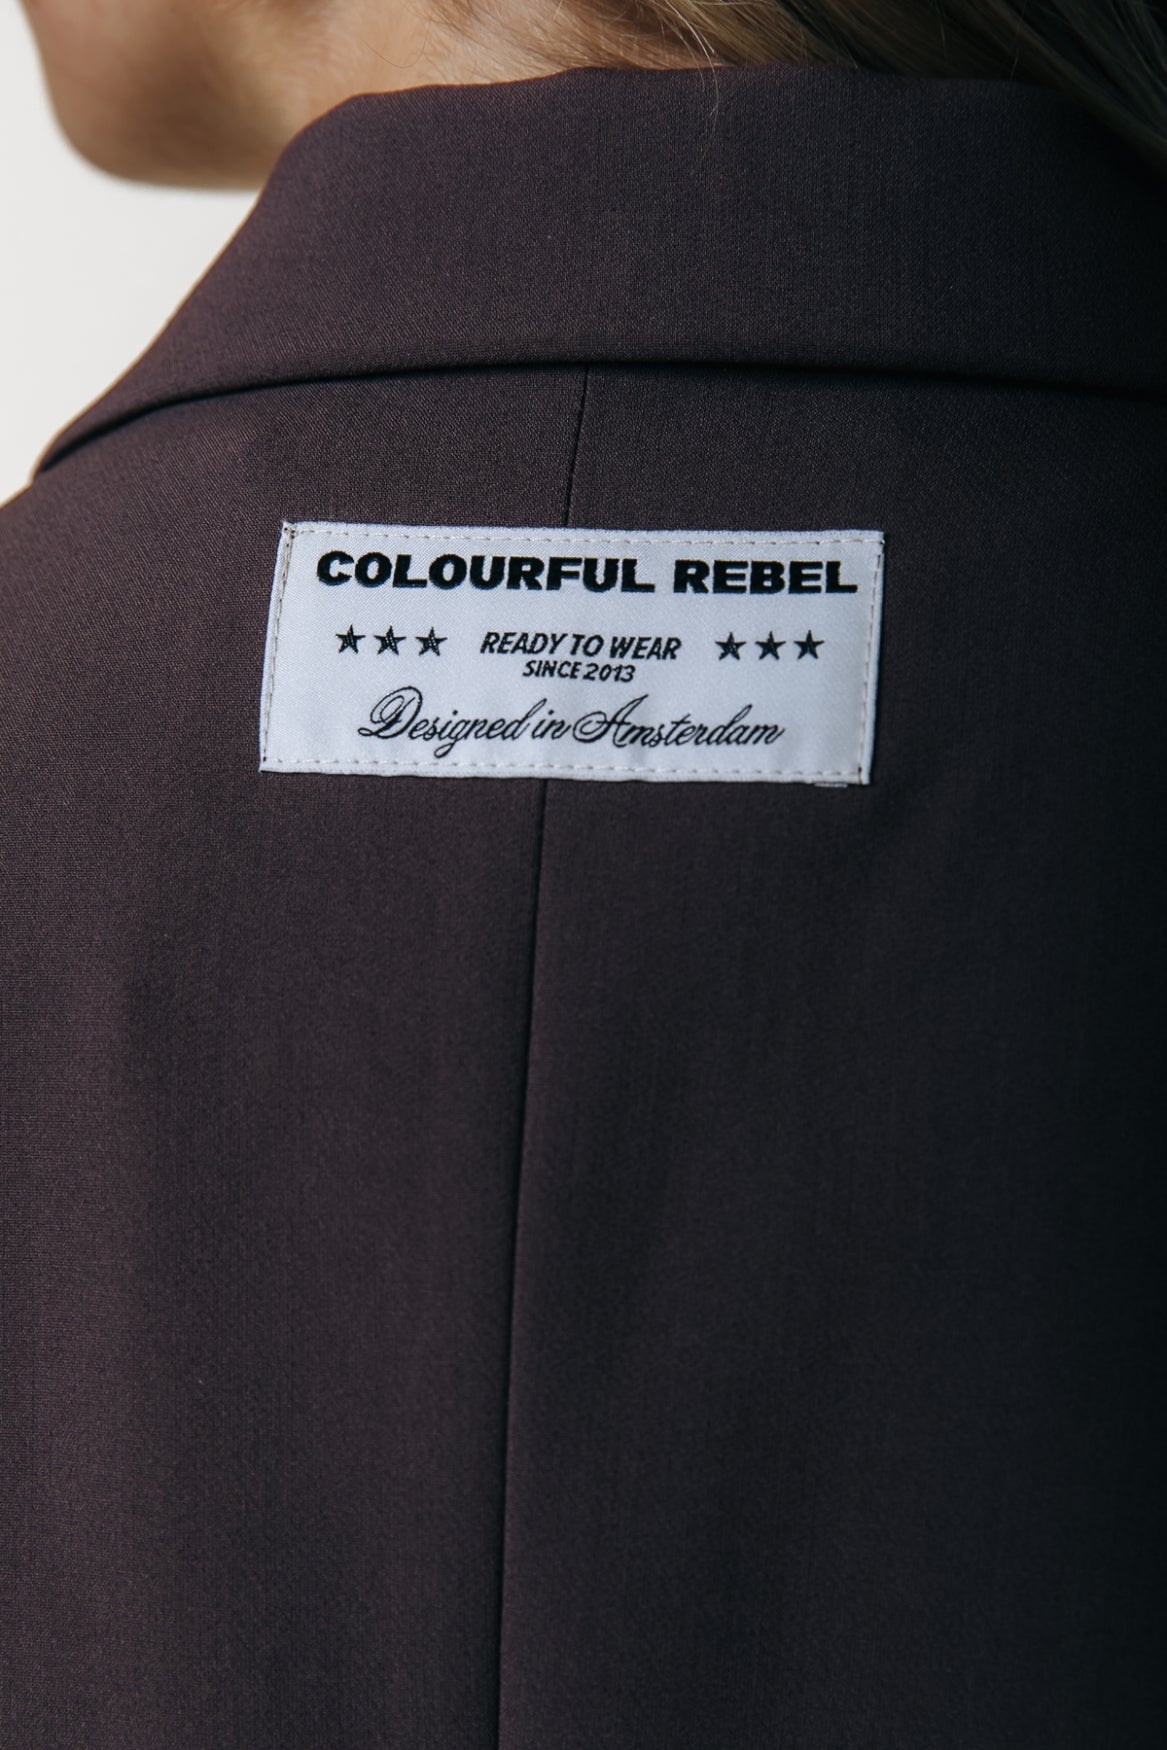 COLOURFUL REBEL
★★★ READY TO WEAR ★★★
SINCE 2013
Designed in Amsterdam